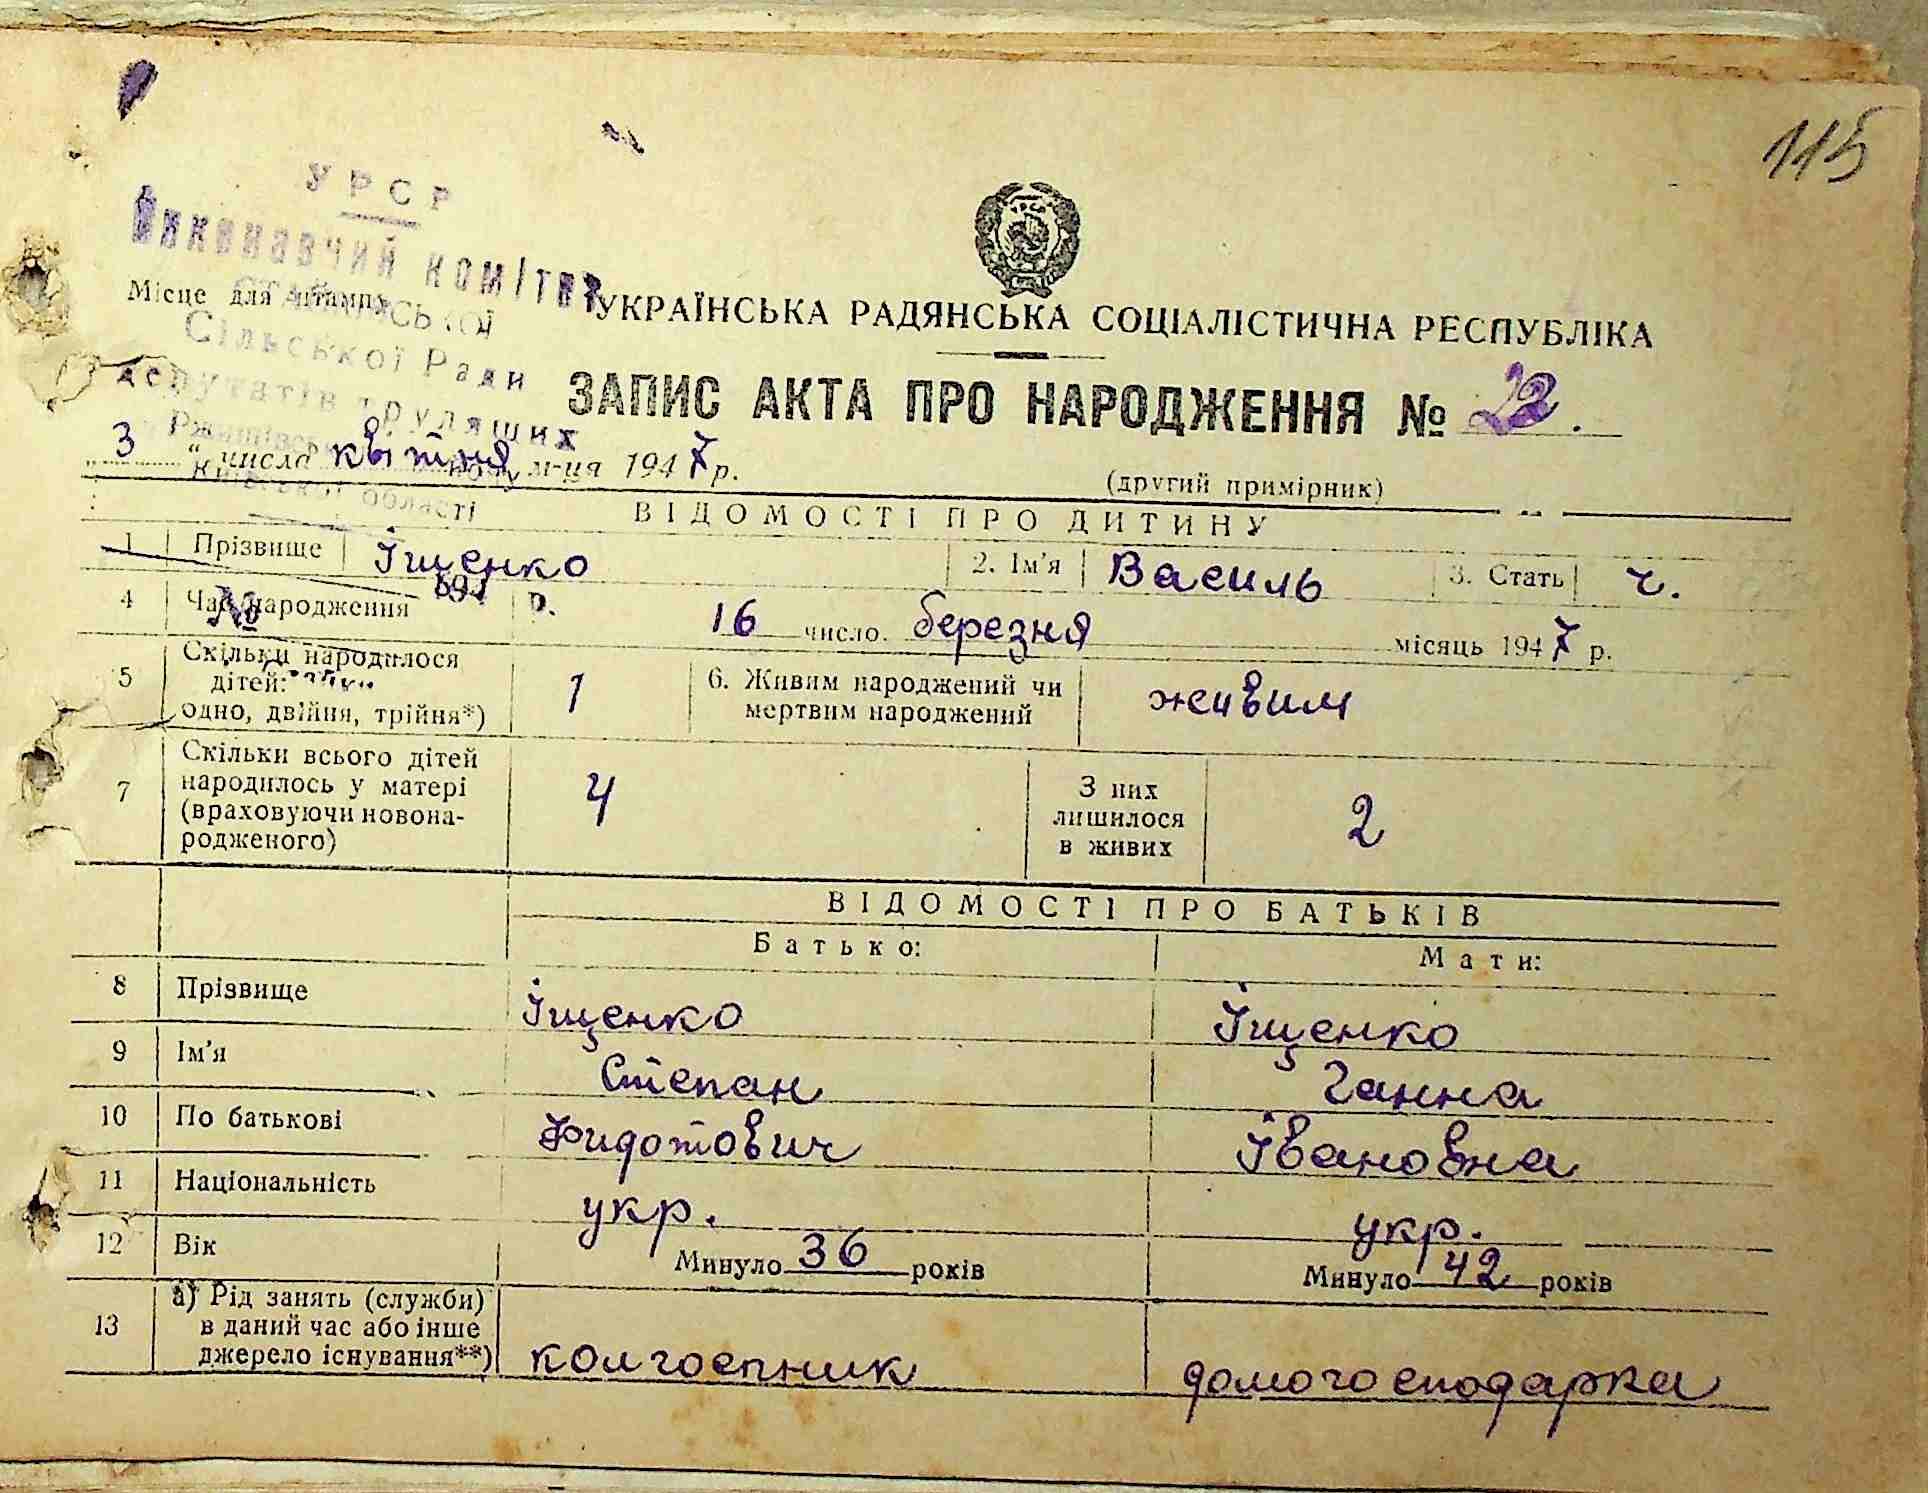 115
УРСР
Виконавчий комітет
Місце для штампу
Сільської Ради
депутатів трудящих
Київської області
УКРАЇНСЬКА РАДЯНСЬКА СОЦІАЛІСТИЧНА РЕСПУБЛІКА
ЗАПИС АКТА ПРО НАРОДЖЕННЯ № 22.
3 " числа квітня м-ця 1947 р.
(другий примірник)
ВІДОМОСТІ ПРО ДИТИНУ
1 Прізвище Іщенко 2. Ім'я Василь 3. Стать ч.
4 Час народження 16 число березня місяць 1947 р.
№ 194 р.
5 Скільки народилося
дітей:
одно, двійня, трійня*) 1
6. Живим народжений чи
мертвим народжений живим
7 Скільки всього дітей
народилось у матері
(враховуючи новона-
родженого) 4
З них
лишилося
в живих 2
ВІДОМОСТІ ПРО БАТЬКІВ
Батько: Мати:
8 Прізвище Іщенко Іщенко
9 Ім'я Степан Ганна
10 По батькові Фидотович Івановна
11 Національність укр. укр.
12 Вік Минуло 36 років Минуло 42 років
13 а) Рід занять (служби)
в даний час або інше
джерело існування**) колгоспник домогосподарка